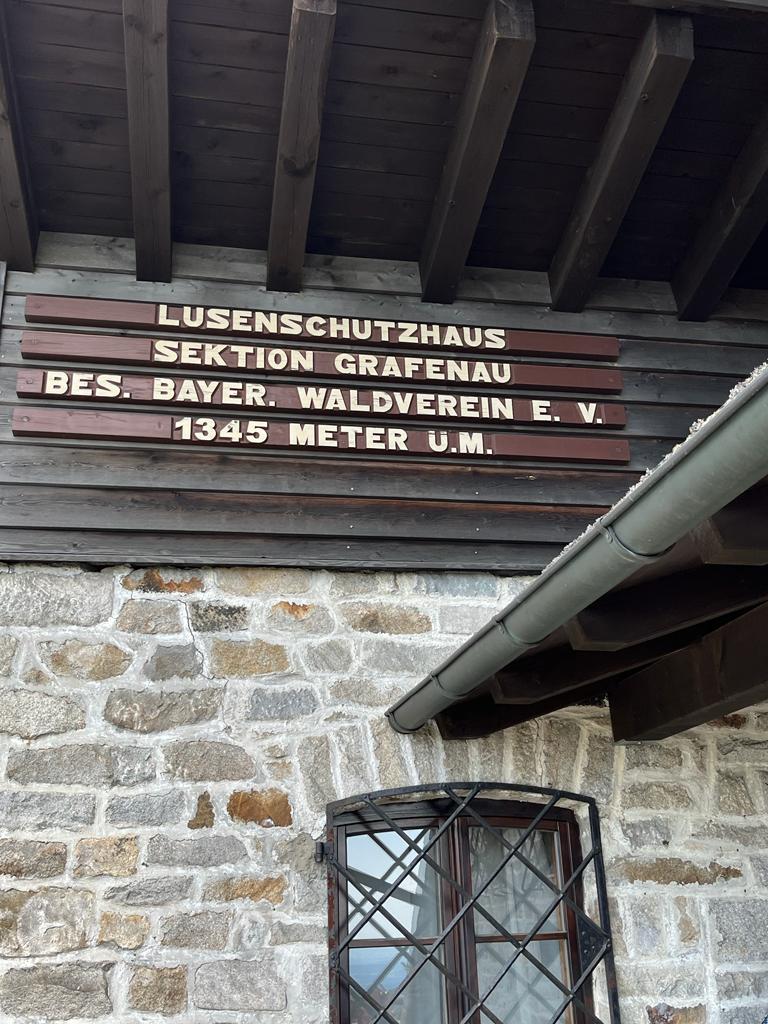 LUSENSCHUTZHAUS
SEKTION GRAFENAU
BES. BAYER. WALDVEREIN E. V.
1345 METER Ü.M.